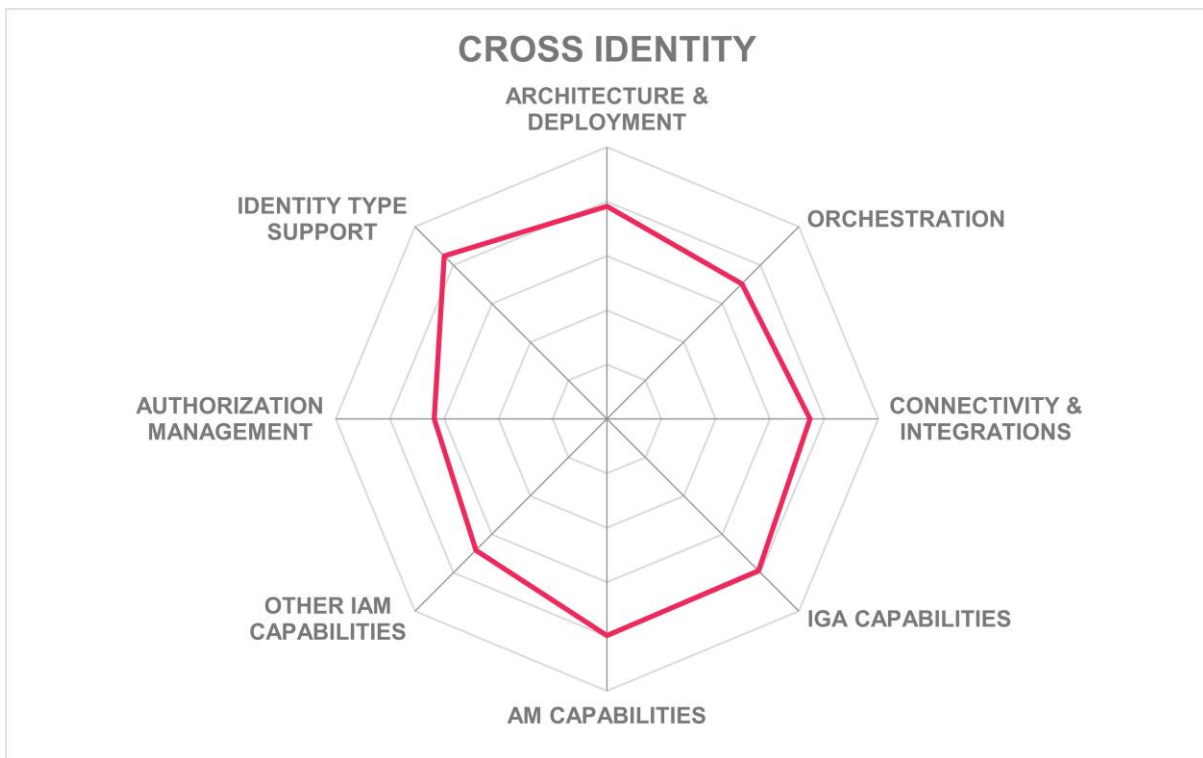 CROSS IDENTITY
ARCHITECTURE &
DEPLOYMENT
IDENTITY TYPE
SUPPORT
ORCHESTRATION
AUTHORIZATION
MANAGEMENT
CONNECTIVITY &
INTEGRATIONS
OTHER IAM
CAPABILITIES
IGA CAPABILITIES
AM CAPABILITIES